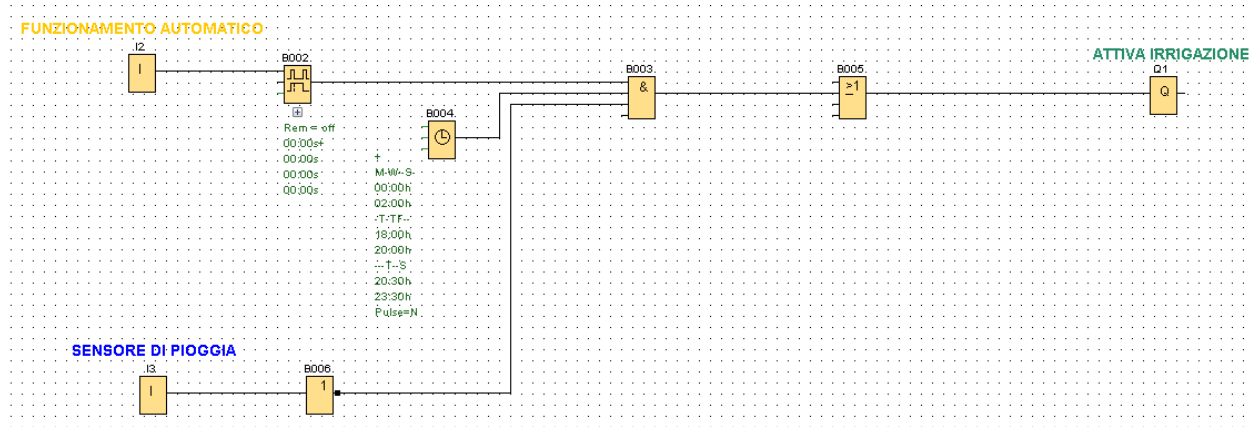 FUNZIONAMENTO AUTOMATICO
I2
I
B002
Rem = off
00:00s+
00:00s
00:00s
00:00s
B004
+
M-W--S-
00:00h
02:00h
-T-TF--
18:00h
20:00h
---T--S
20:30h
23:30h
Pulse=N
B003
&
B005
≥1
ATTIVA IRRIGAZIONE
Q1
Q
SENSORE DI PIOGGIA
I3
I
B006
1